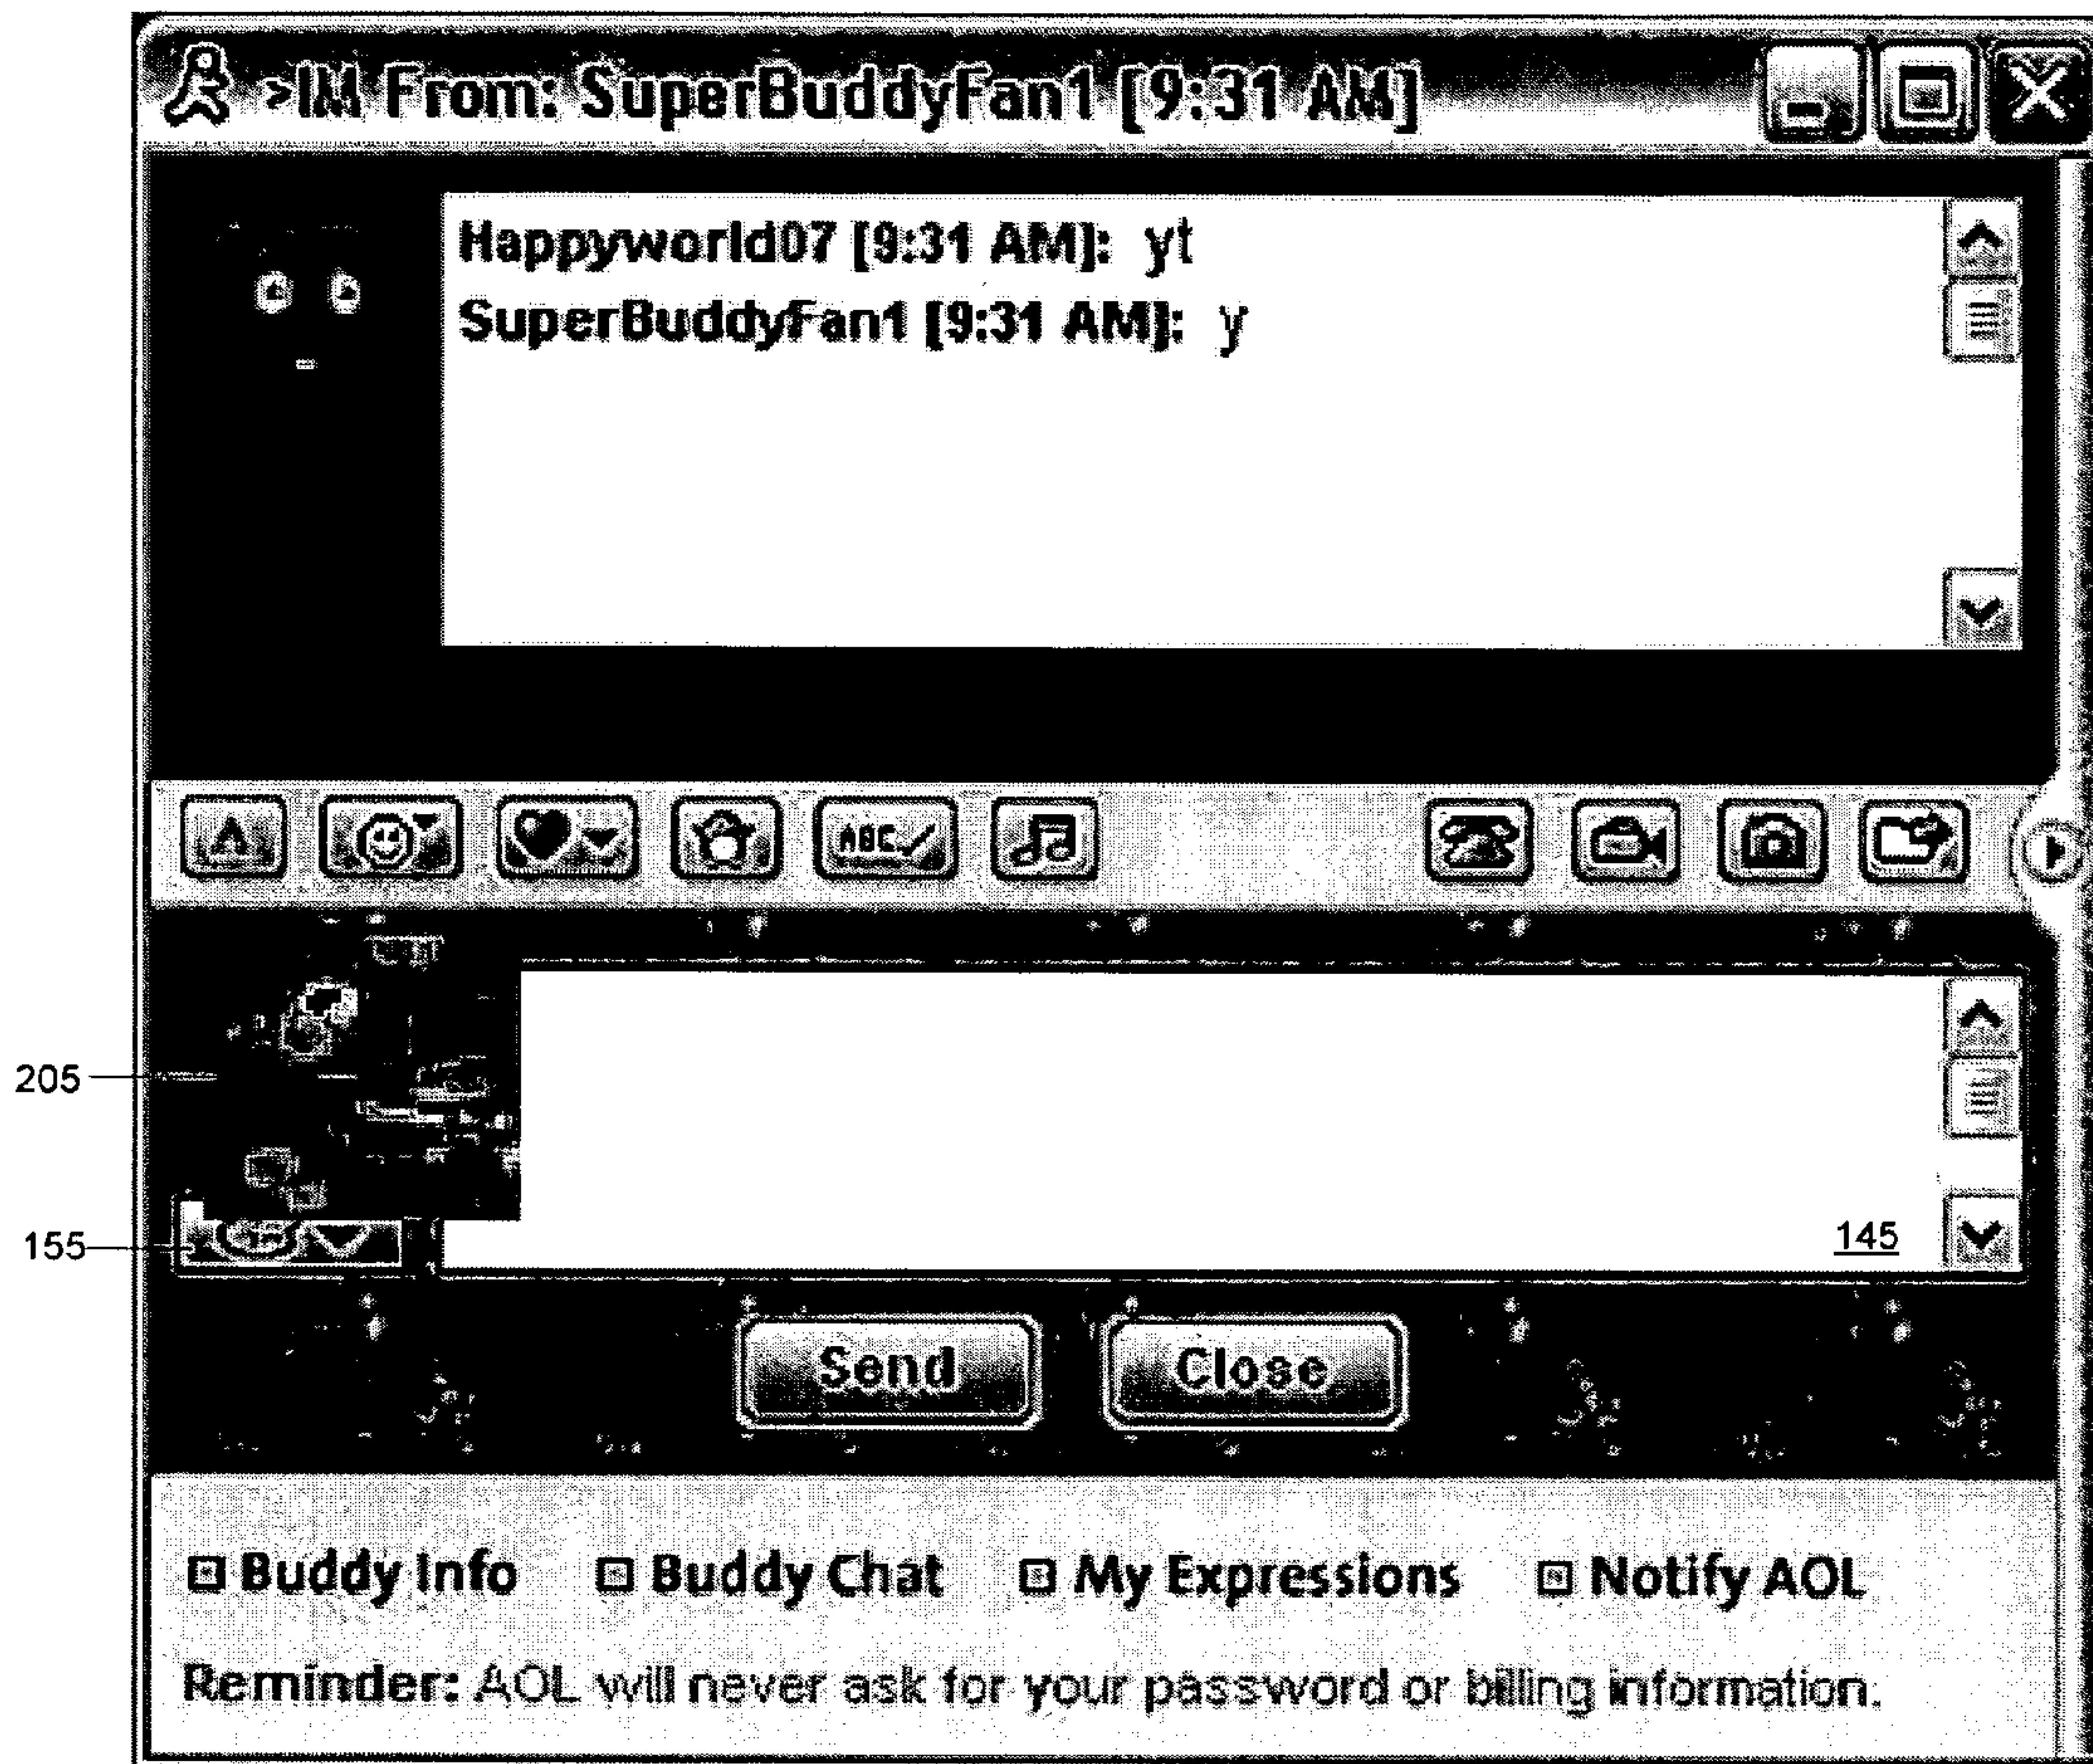 >IM From: SuperBuddyFan1 [9:31 AM]
Happyworld07 [9:31 AM]: yt
SuperBuddyFan1 [9:31 AM]: y
A
ABC
205
155
145
Send
Close
Buddy Info Buddy Chat My Expressions Notify AOL
Reminder: AOL will never ask for your password or billing information.